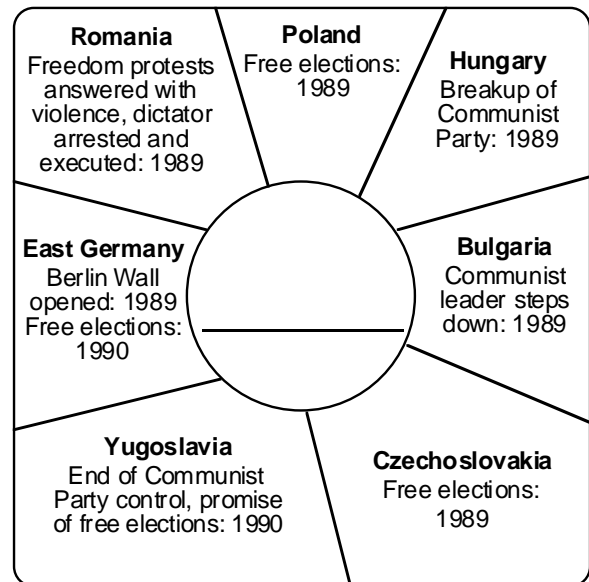 Romania
Freedom protests
answered with
violence, dictator
arrested and
executed: 1989
Poland
Free elections:
1989
Hungary
Breakup of
Communist
Party: 1989
East Germany
Berlin Wall
opened: 1989
Free elections:
1990
Bulgaria
Communist
leader steps
down: 1989
Yugoslavia
End of Communist
Party control, promise
of free elections: 1990
Czechoslovakia
Free elections:
1989